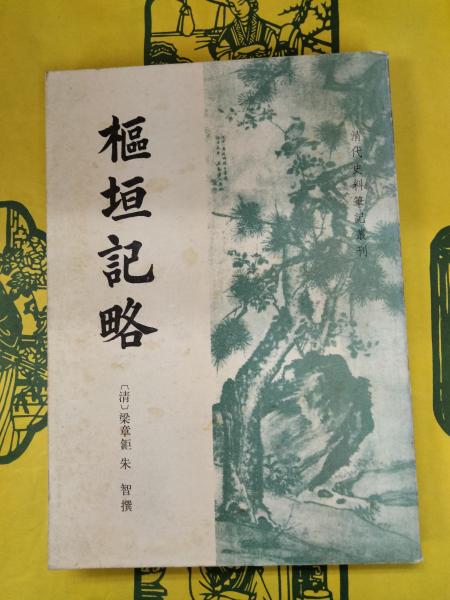 樞垣記略
〔清〕梁章鉅 朱 智 撰
清代史料筆記叢刊